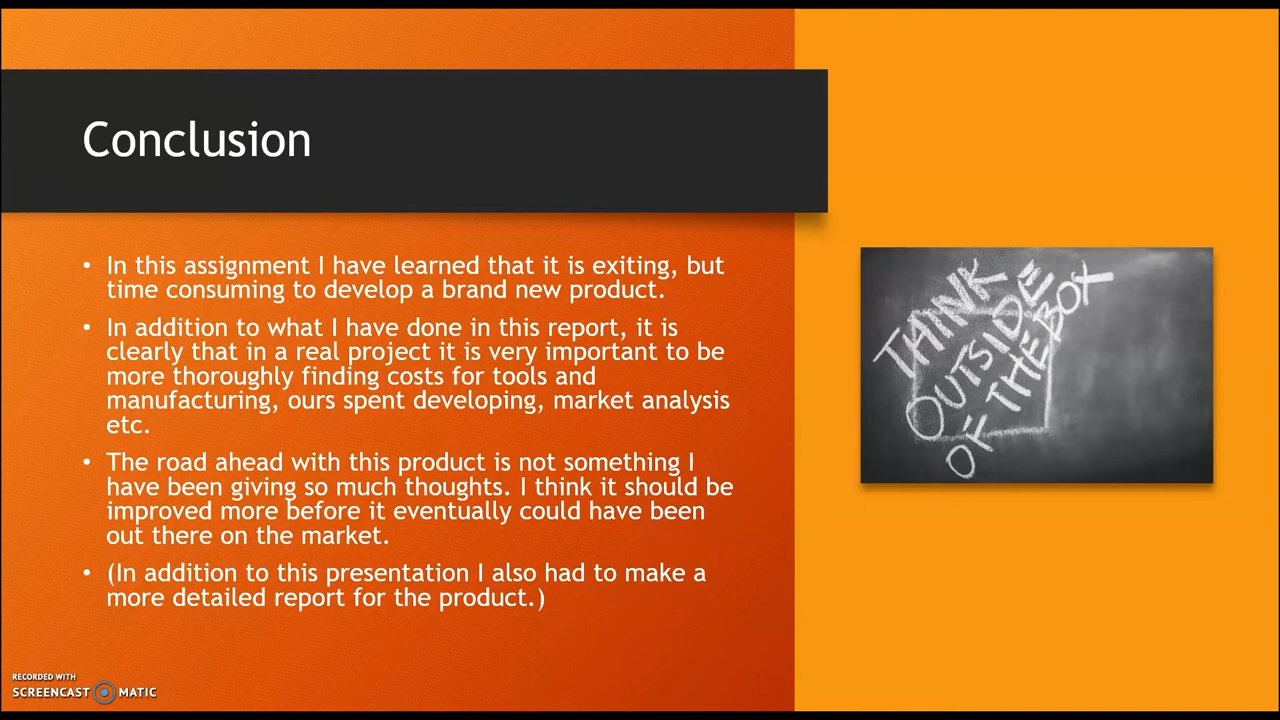 Conclusion
• In this assignment I have learned that it is exiting, but
time consuming to develop a brand new product.
• In addition to what I have done in this report, it is
clearly that in a real project it is very important to be
more thoroughly finding costs for tools and
manufacturing, ours spent developing, market analysis
etc.
• The road ahead with this product is not something I
have been giving so much thoughts. I think it should be
improved more before it eventually could have been
out there on the market.
• (In addition to this presentation I also had to make a
more detailed report for the product.)
THINK
OUTSIDE
OF THE BOX
RECORDED WITH
SCREENCAST MATIC